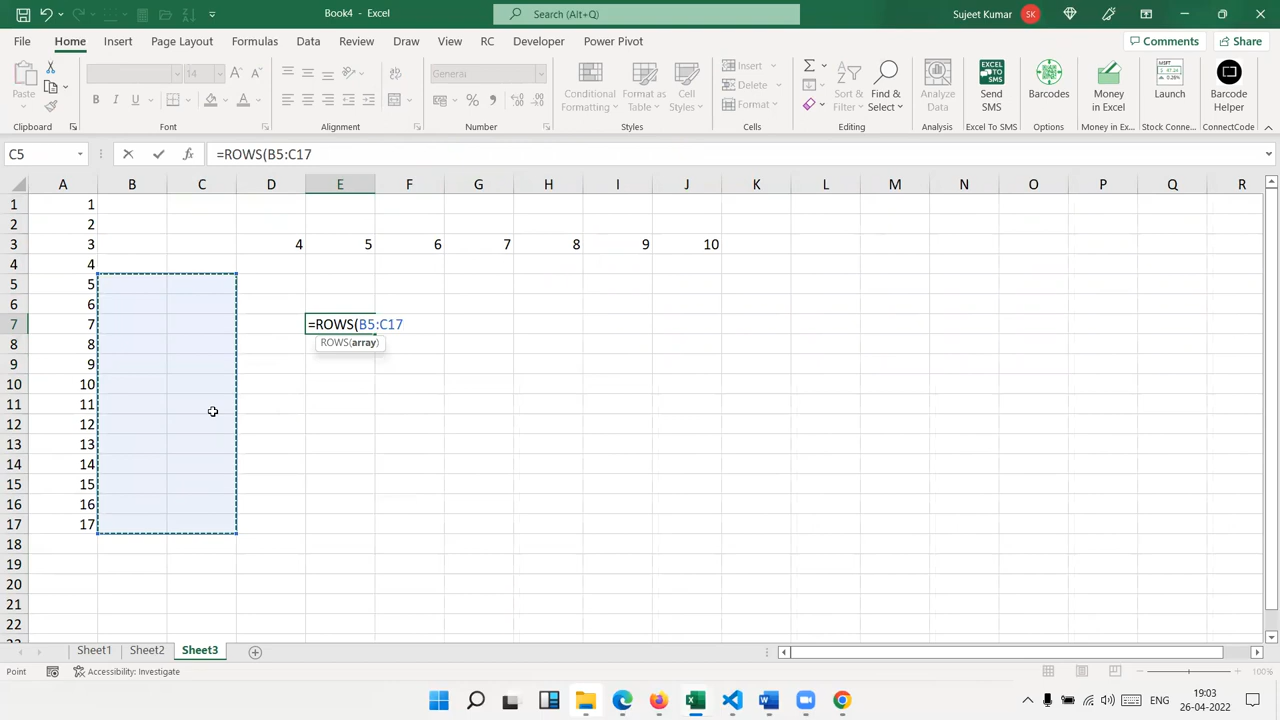 Book4 - Excel
Search (Alt+Q)
Sujeet Kumar SK
File Home Insert Page Layout Formulas Data Review Draw View RC Developer Power Pivot Comments Share
Paste
14
General
Conditional Formatting
Format as Table
Cell Styles
Insert
Delete
Format
Sort & Filter
Find & Select
Analyze Data
EXCEL TO SMS
Send SMS
Barcodes
Money in Excel
Launch
Barcode Helper
Clipboard Font Alignment Number Styles Cells Editing Analysis Excel To SMS Options Money in Ex... Stock Connec... ConnectCode
C5 fx =ROWS(B5:C17
A B C D E F G H I J K L M N O P Q R
1 1
2 2
3 3 4 5 6 7 8 9 10
4 4
5 5
6 6
7 7 =ROWS(B5:C17
ROWS(array)
8 8
9 9
10 10
11 11
12 12
13 13
14 14
15 15
16 16
17 17
18
19
20
21
22
Sheet1 Sheet2 Sheet3
Point Accessibility: Investigate 100%
ENG 19:03
26-04-2022